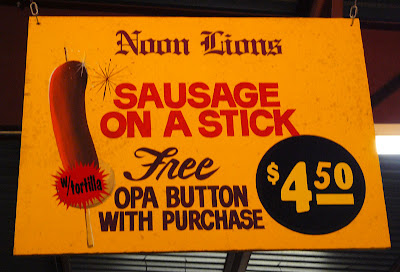 Noon Lions
SAUSAGE
ON A STICK
w/tortilla
Free
OPA BUTTON
WITH PURCHASE
$4.50